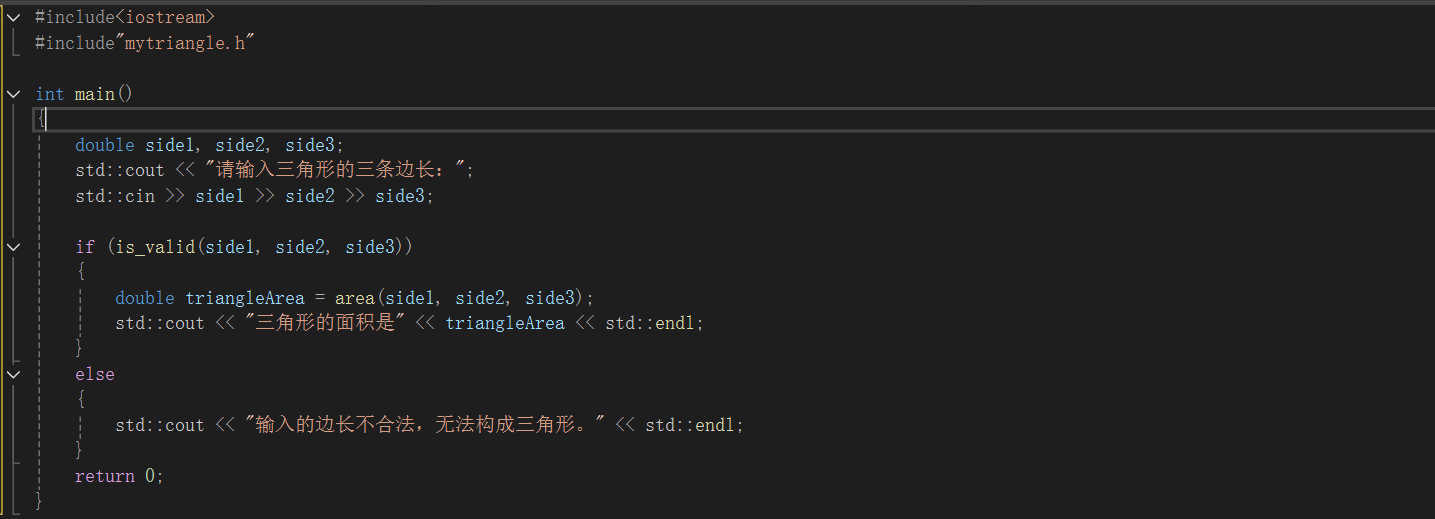 #include<iostream>
#include"mytriangle.h"
int main()
{
double side1, side2, side3;
std::cout << "请输入三角形的三条边长：";
std::cin >> side1 >> side2 >> side3;
if (is_valid(side1, side2, side3))
{
double triangleArea = area(side1, side2, side3);
std::cout << "三角形的面积是" << triangleArea << std::endl;
}
else
{
std::cout << "输入的边长不合法，无法构成三角形。" << std::endl;
}
return 0;
}